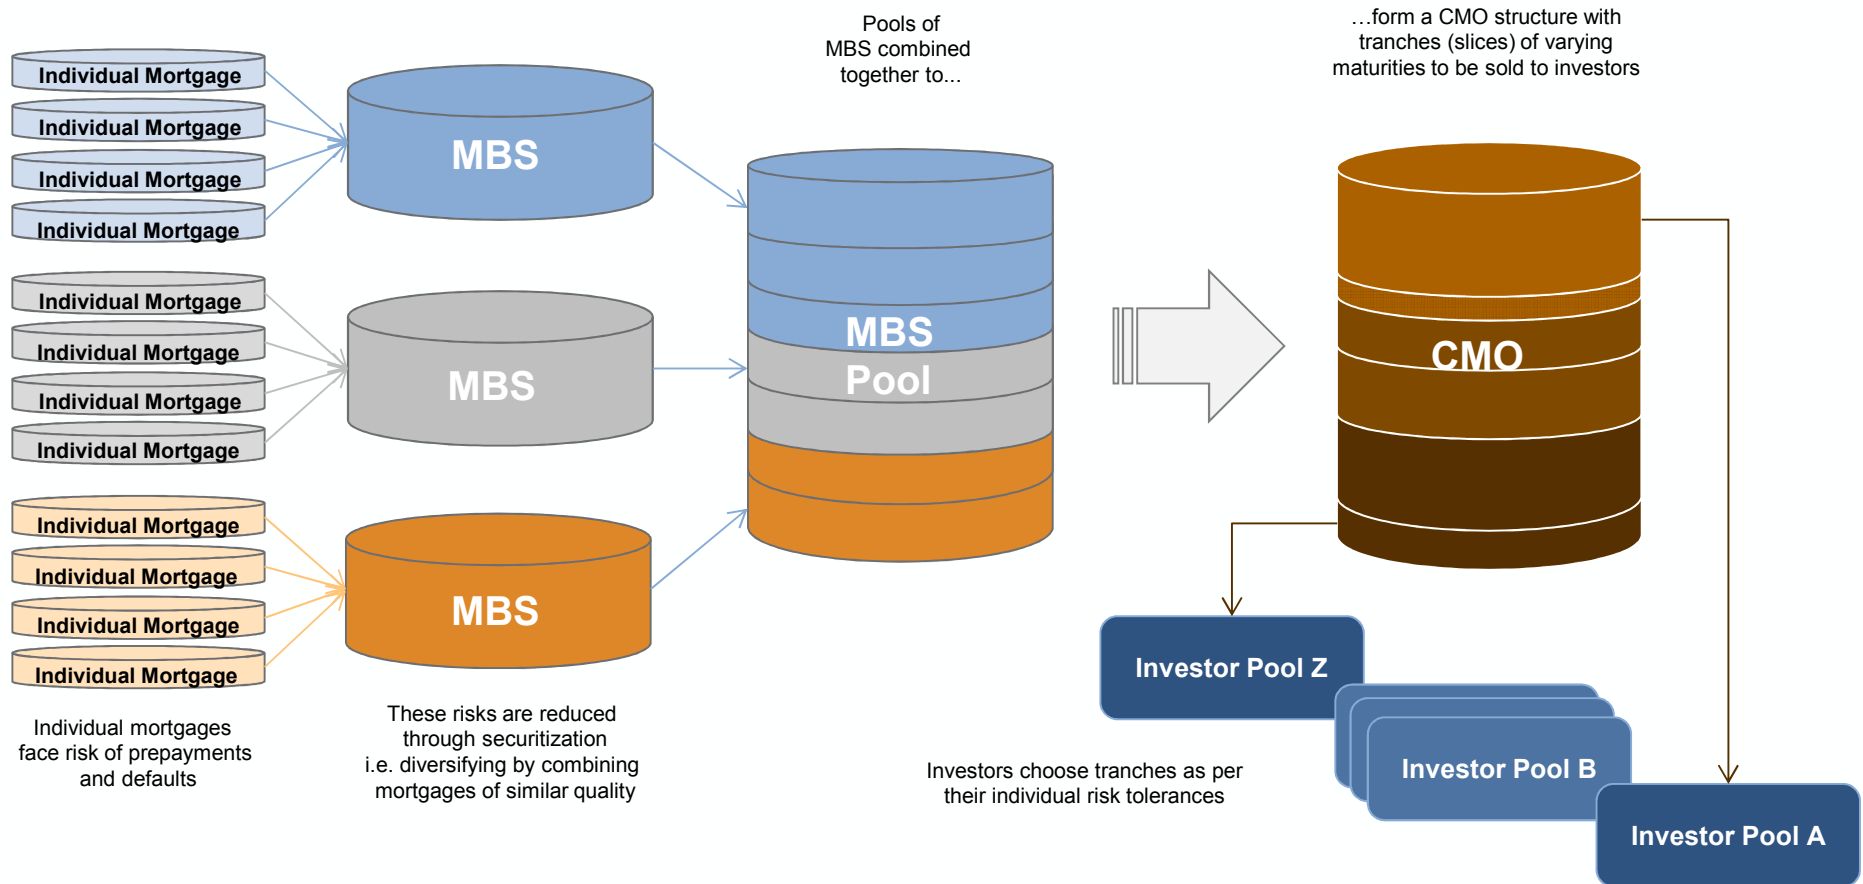 Individual Mortgage
Individual Mortgage
Individual Mortgage
Individual Mortgage
Individual Mortgage
Individual Mortgage
Individual Mortgage
Individual Mortgage
Individual Mortgage
Individual Mortgage
Individual Mortgage
Individual Mortgage
Individual mortgages
face risk of prepayments
and defaults
MBS
MBS
MBS
These risks are reduced
through securitization
i.e. diversifying by combining
mortgages of similar quality
Pools of
MBS combined
together to...
MBS
Pool
…form a CMO structure with
tranches (slices) of varying
maturities to be sold to investors
CMO
Investor Pool Z
Investor Pool B
Investor Pool A
Investors choose tranches as per
their individual risk tolerances